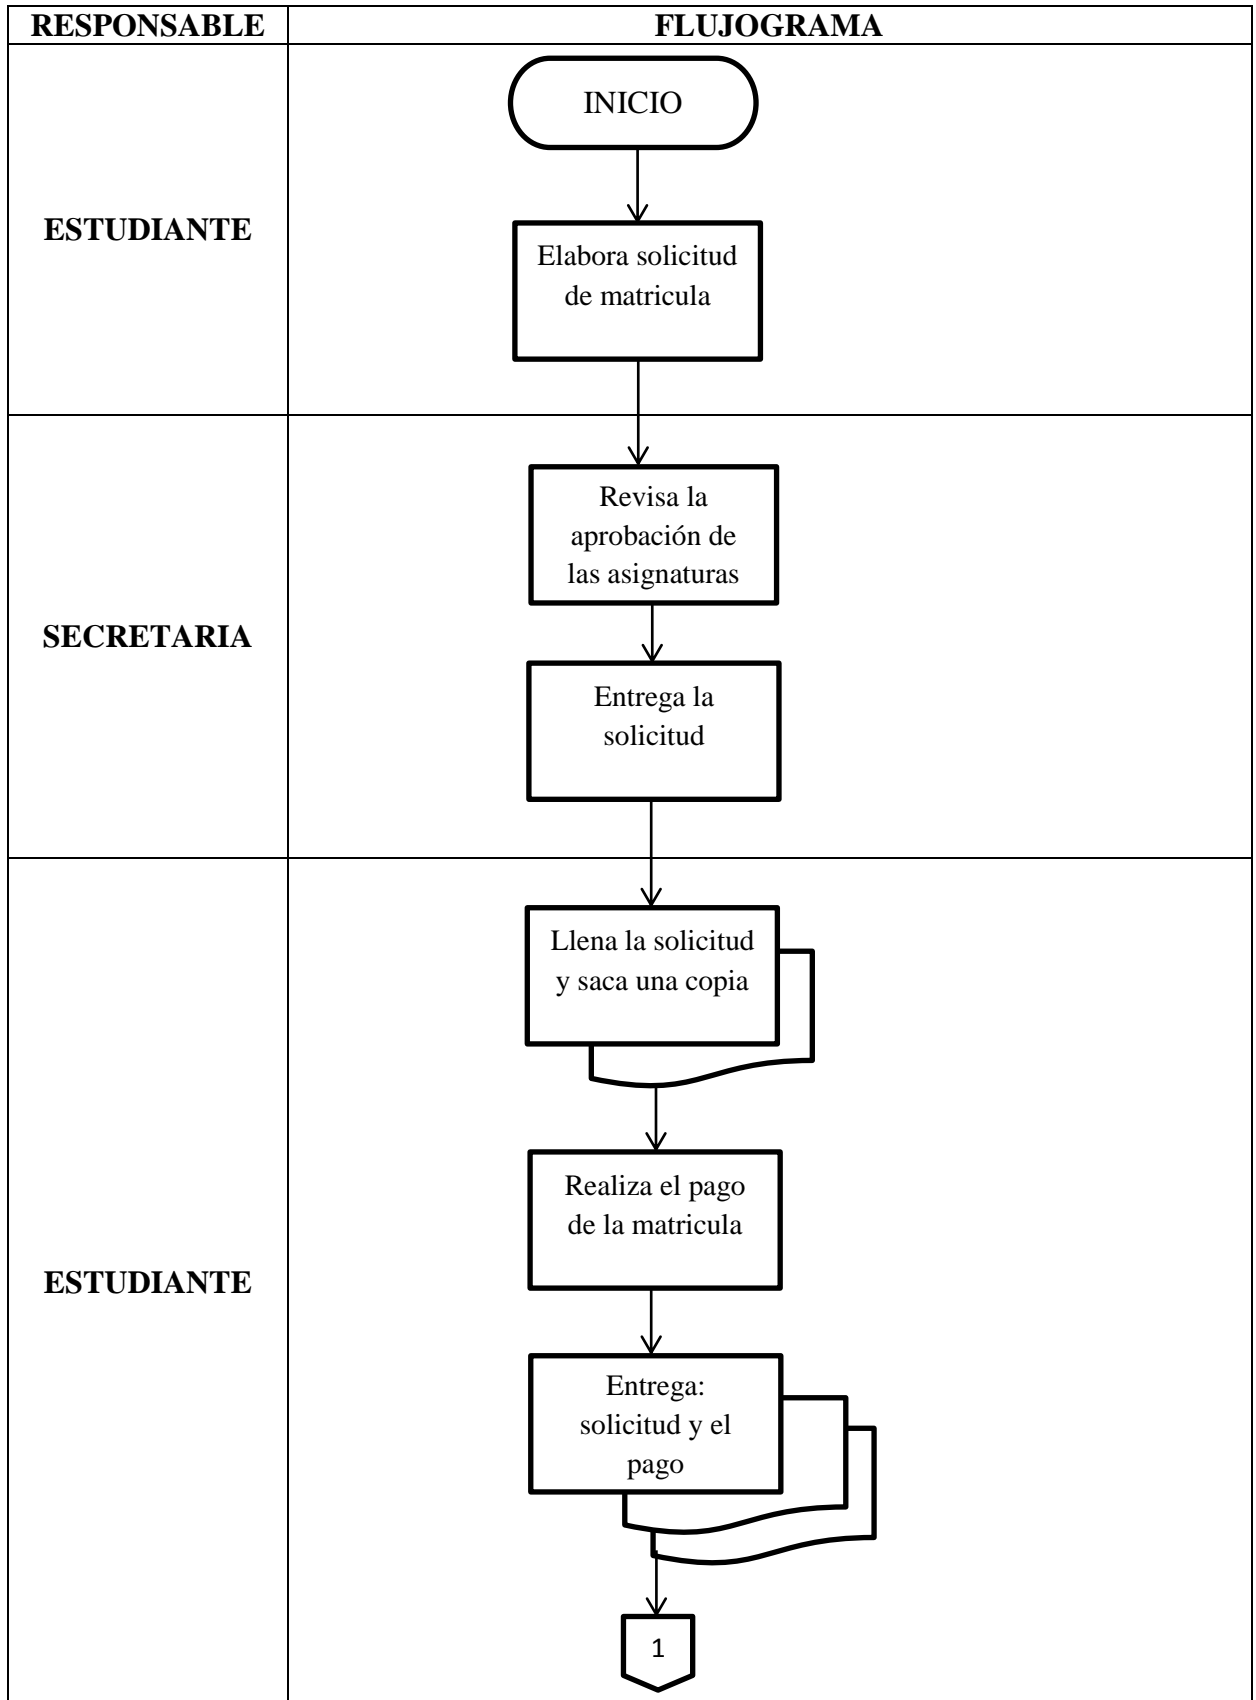 RESPONSABLE
FLUJOGRAMA
INICIO
ESTUDIANTE
Elabora solicitud
de matricula
SECRETARIA
Revisa la
aprobación de
las asignaturas
Entrega la
solicitud
ESTUDIANTE
Llena la solicitud
y saca una copia
Realiza el pago
de la matricula
Entrega:
solicitud y el
pago
1